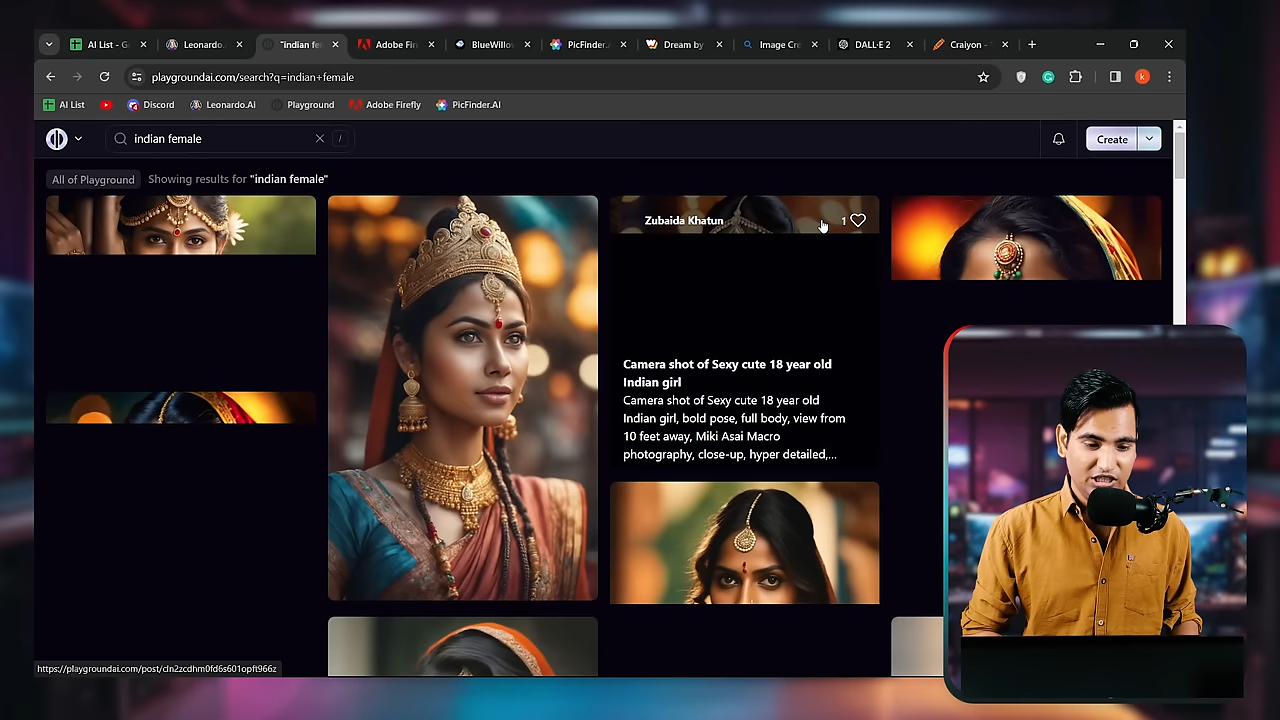 AI List - G
Leonardo.
"indian fem
Adobe Fir
BlueWillo
PicFinder.
Dream by
Image Cre
DALL·E 2
Craiyon -
playgroundai.com/search?q=indian+female
AI List
Discord
Leonardo.Ai
Playground
Adobe Firefly
PicFinder.AI
k
indian female
/
Create
All of Playground
Showing results for "indian female"
Zubaida Khatun
1
Camera shot of Sexy cute 18 year old
Indian girl
Camera shot of Sexy cute 18 year old
Indian girl, bold pose, full body, view from
10 feet away, Miki Asai Macro
photography, close-up, hyper detailed,...
https://playgroundai.com/post/cln2zcdhm0fd6s601opft966z